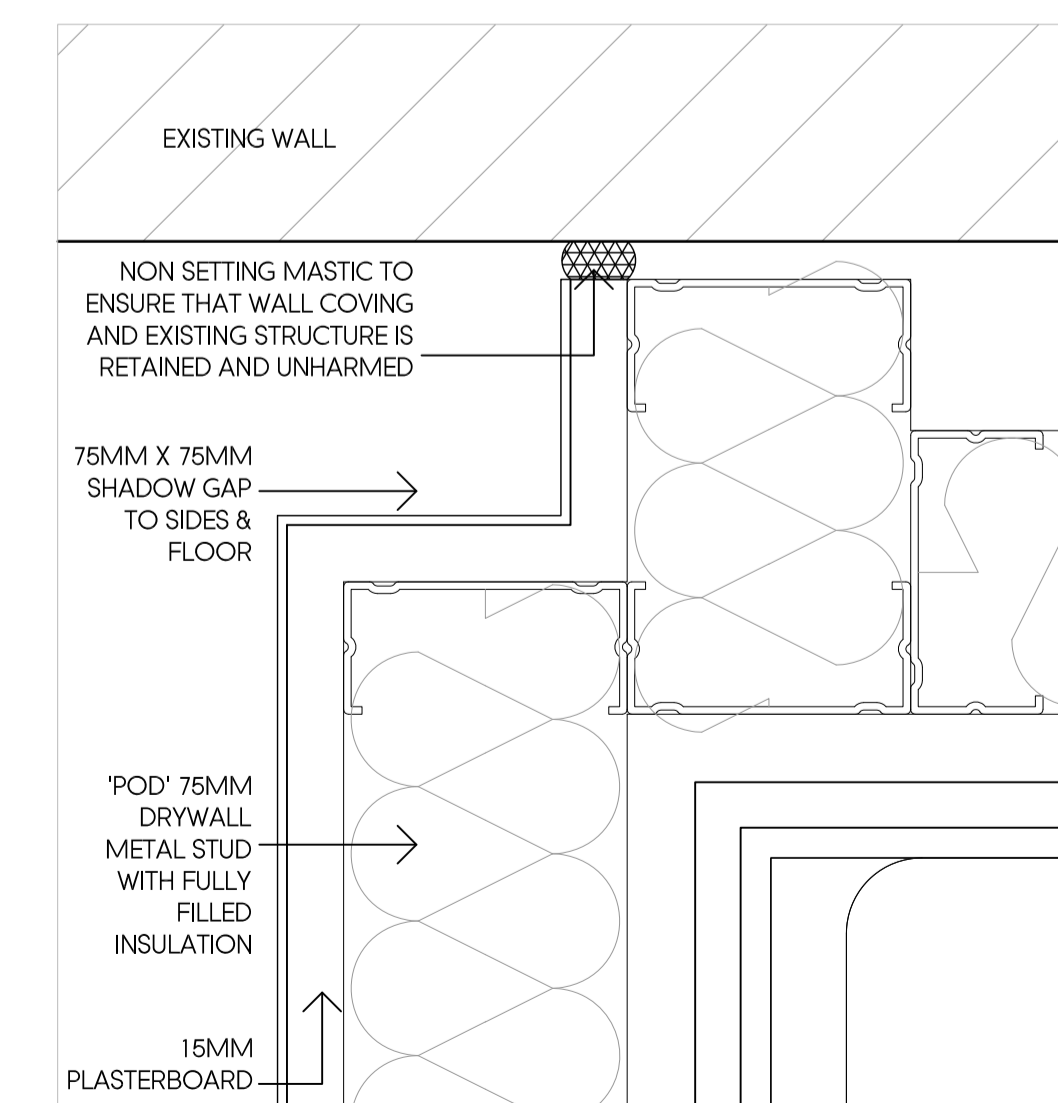 EXISTING WALL
NON SETTING MASTIC TO
ENSURE THAT WALL COVING
AND EXISTING STRUCTURE IS
RETAINED AND UNHARMED
75MM X 75MM
SHADOW GAP
TO SIDES &
FLOOR
'POD' 75MM
DRYWALL
METAL STUD
WITH FULLY
FILLED
INSULATION
15MM
PLASTERBOARD